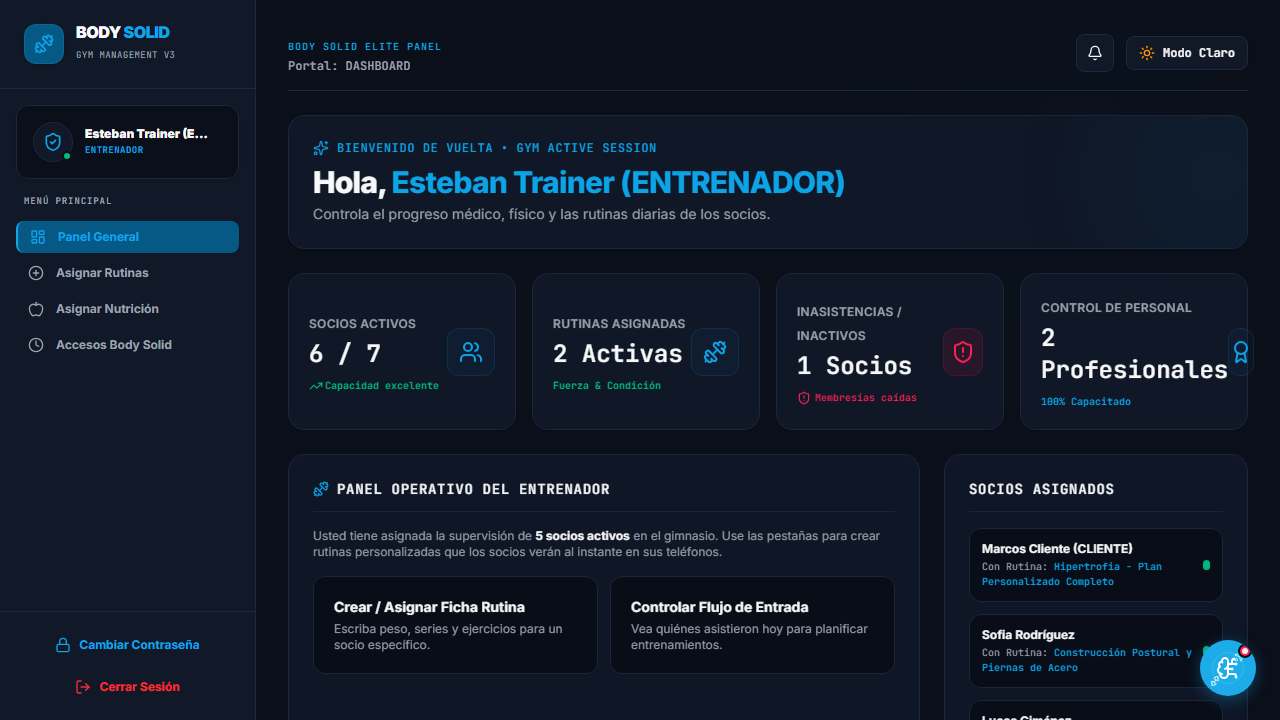 BODY SOLID
GYM MANAGEMENT V3
Esteban Trainer (E...
ENTRENADOR
MENÚ PRINCIPAL
Panel General
Asignar Rutinas
Asignar Nutrición
Accesos Body Solid
Cambiar Contraseña
Cerrar Sesión
BODY SOLID ELITE PANEL
Portal: DASHBOARD
Modo Claro
BIENVENIDO DE VUELTA • GYM ACTIVE SESSION
Hola, Esteban Trainer (ENTRENADOR)
Controla el progreso médico, físico y las rutinas diarias de los socios.
SOCIOS ACTIVOS
6 / 7
Capacidad excelente
RUTINAS ASIGNADAS
2 Activas
Fuerza & Condición
INASISTENCIAS /
INACTIVOS
1 Socios
Membresías caídas
CONTROL DE PERSONAL
2
Profesionales
100% Capacitado
PANEL OPERATIVO DEL ENTRENADOR
Usted tiene asignada la supervisión de 5 socios activos en el gimnasio. Use las pestañas para crear
rutinas personalizadas que los socios verán al instante en sus teléfonos.
Crear / Asignar Ficha Rutina
Escriba peso, series y ejercicios para un
socio específico.
Controlar Flujo de Entrada
Vea quiénes asistieron hoy para planificar
entrenamientos.
SOCIOS ASIGNADOS
Marcos Cliente (CLIENTE)
Con Rutina: Hipertrofia - Plan
Personalizado Completo
Sofia Rodríguez
Con Rutina: Construcción Postural y
Piernas de Acero
Lucas Giménez